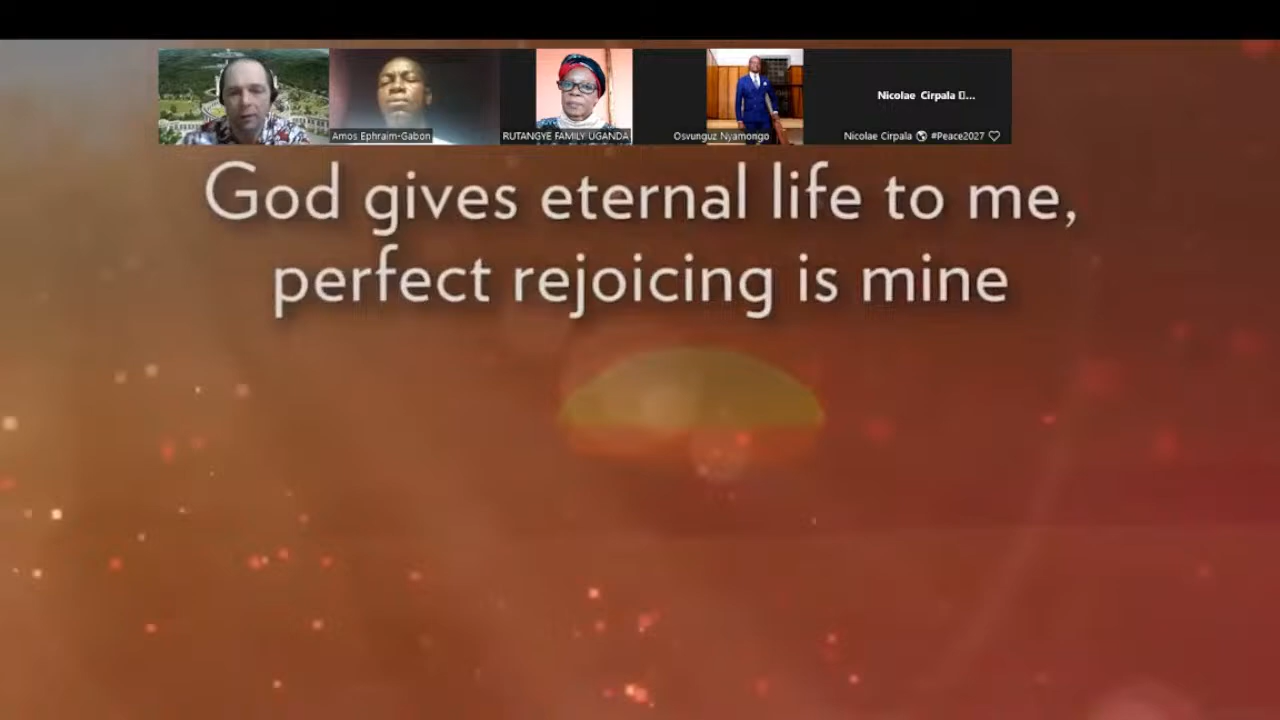 Nicolae Cirpala
Amos Ephraim-Gabon
RUTANGYE FAMILY UGANDA
Osvunguz Nyamongo
Nicolae Cirpala 🌎 #Peace2027 ♡
God gives eternal life to me,
perfect rejoicing is mine